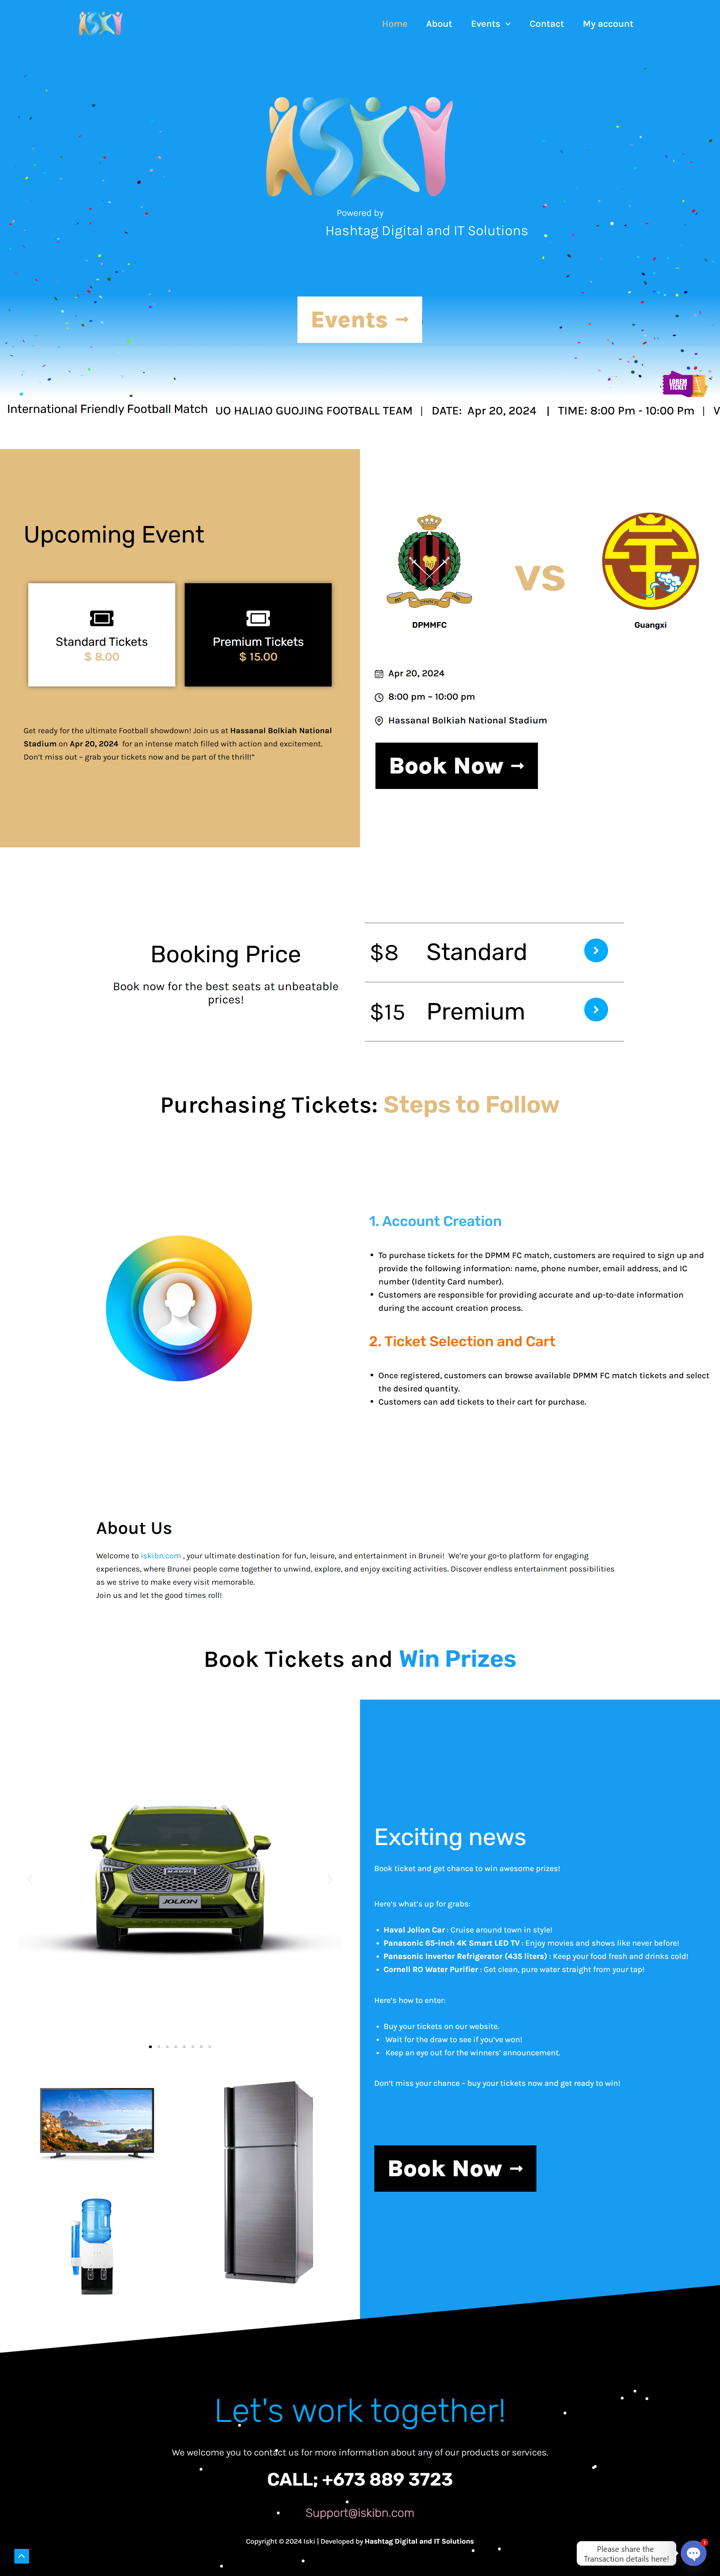 ISKY
Home
About
Events
Contact
My account
ISKY
Powered by
Hashtag Digital and IT Solutions
Events
LOREM
TICKET
International Friendly Football Match
UO HALIAO GUOJING FOOTBALL TEAM | DATE: Apr 20, 2024 | TIME: 8:00 Pm - 10:00 Pm | V
Upcoming Event
Standard Tickets
$ 8.00
Premium Tickets
$ 15.00
Get ready for the ultimate Football showdown! Join us at Hassanal Bolkiah National
Stadium on Apr 20, 2024 for an intense match filled with action and excitement.
Don’t miss out – grab your tickets now and be part of the thrill!”
VS
DPMMFC
Guangxi
Apr 20, 2024
8:00 pm – 10:00 pm
Hassanal Bolkiah National Stadium
Book Now
Booking Price
Book now for the best seats at unbeatable
prices!
$8
Standard
$15
Premium
Purchasing Tickets: Steps to Follow
1. Account Creation
To purchase tickets for the DPMM FC match, customers are required to sign up and
provide the following information: name, phone number, email address, and IC
number (Identity Card number).
Customers are responsible for providing accurate and up-to-date information
during the account creation process.
2. Ticket Selection and Cart
Once registered, customers can browse available DPMM FC match tickets and select
the desired quantity.
Customers can add tickets to their cart for purchase.
About Us
Welcome to Iskibn.com , your ultimate destination for fun, leisure, and entertainment in Brunei! We’re your go-to platform for engaging
experiences, where Brunei people come together to unwind, explore, and enjoy exciting activities. Discover endless entertainment possibilities
as we strive to make every visit memorable.
Join us and let the good times roll!
Book Tickets and Win Prizes
HAVAL
JOLION
Exciting news
Book ticket and get chance to win awesome prizes!
Here’s what’s up for grabs:
Haval Jolion Car : Cruise around town in style!
Panasonic 65-inch 4K Smart LED TV : Enjoy movies and shows like never before!
Panasonic Inverter Refrigerator (435 liters) : Keep your food fresh and drinks cold!
Cornell RO Water Purifier : Get clean, pure water straight from your tap!
Here’s how to enter:
Buy your tickets on our website.
Wait for the draw to see if you’ve won!
Keep an eye out for the winners’ announcement.
Don’t miss your chance – buy your tickets now and get ready to win!
Book Now
Let's work together!
We welcome you to contact us for more information about any of our products or services.
CALL; +673 889 3723
Support@iskibn.com
Copyright © 2024 Iski | Developed by Hashtag Digital and IT Solutions
Please share the
Transaction details here!
1